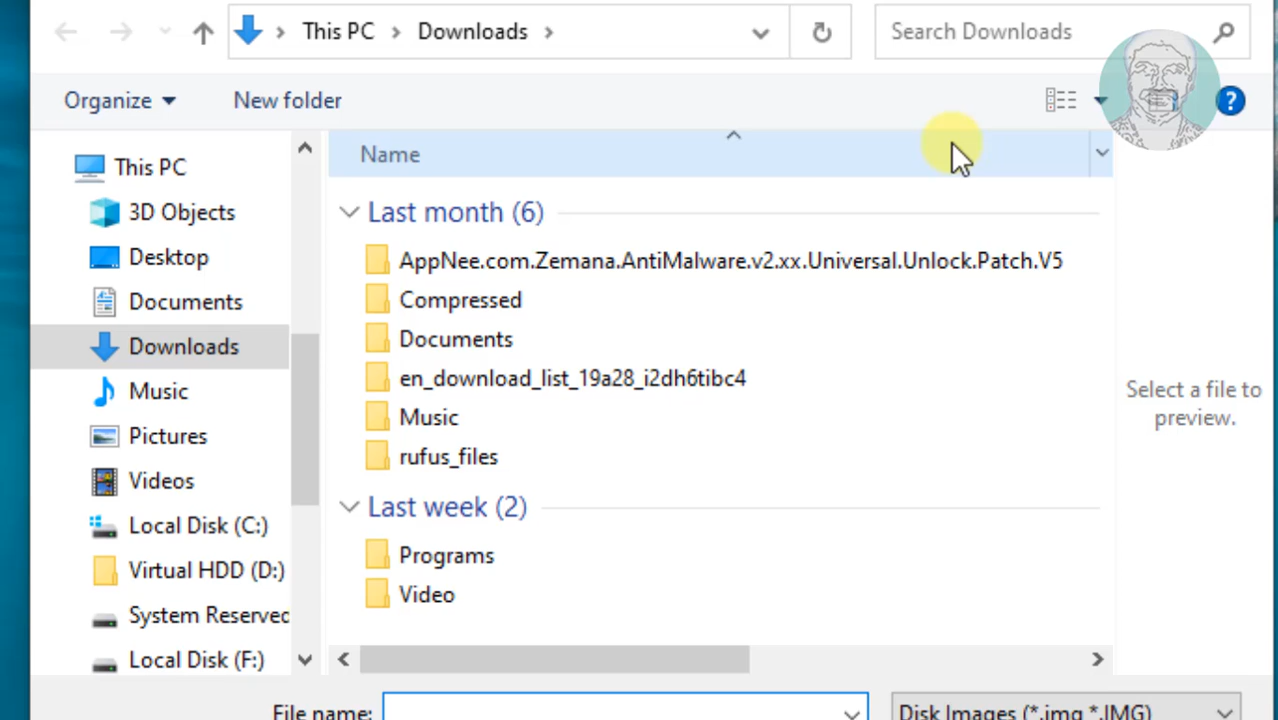 This PC Downloads
Search Downloads
Organize New folder
?
This PC
3D Objects
Desktop
Documents
Downloads
Music
Pictures
Videos
Local Disk (C:)
Virtual HDD (D:)
System Reserved
Local Disk (F:)
Name
Last month (6)
AppNee.com.Zemana.AntiMalware.v2.xx.Universal.Unlock.Patch.V5
Compressed
Documents
en_download_list_19a28_i2dh6tibc4
Music
rufus_files
Last week (2)
Programs
Video
Select a file to
preview.
File name:
Disk Images (*.img *.IMG)